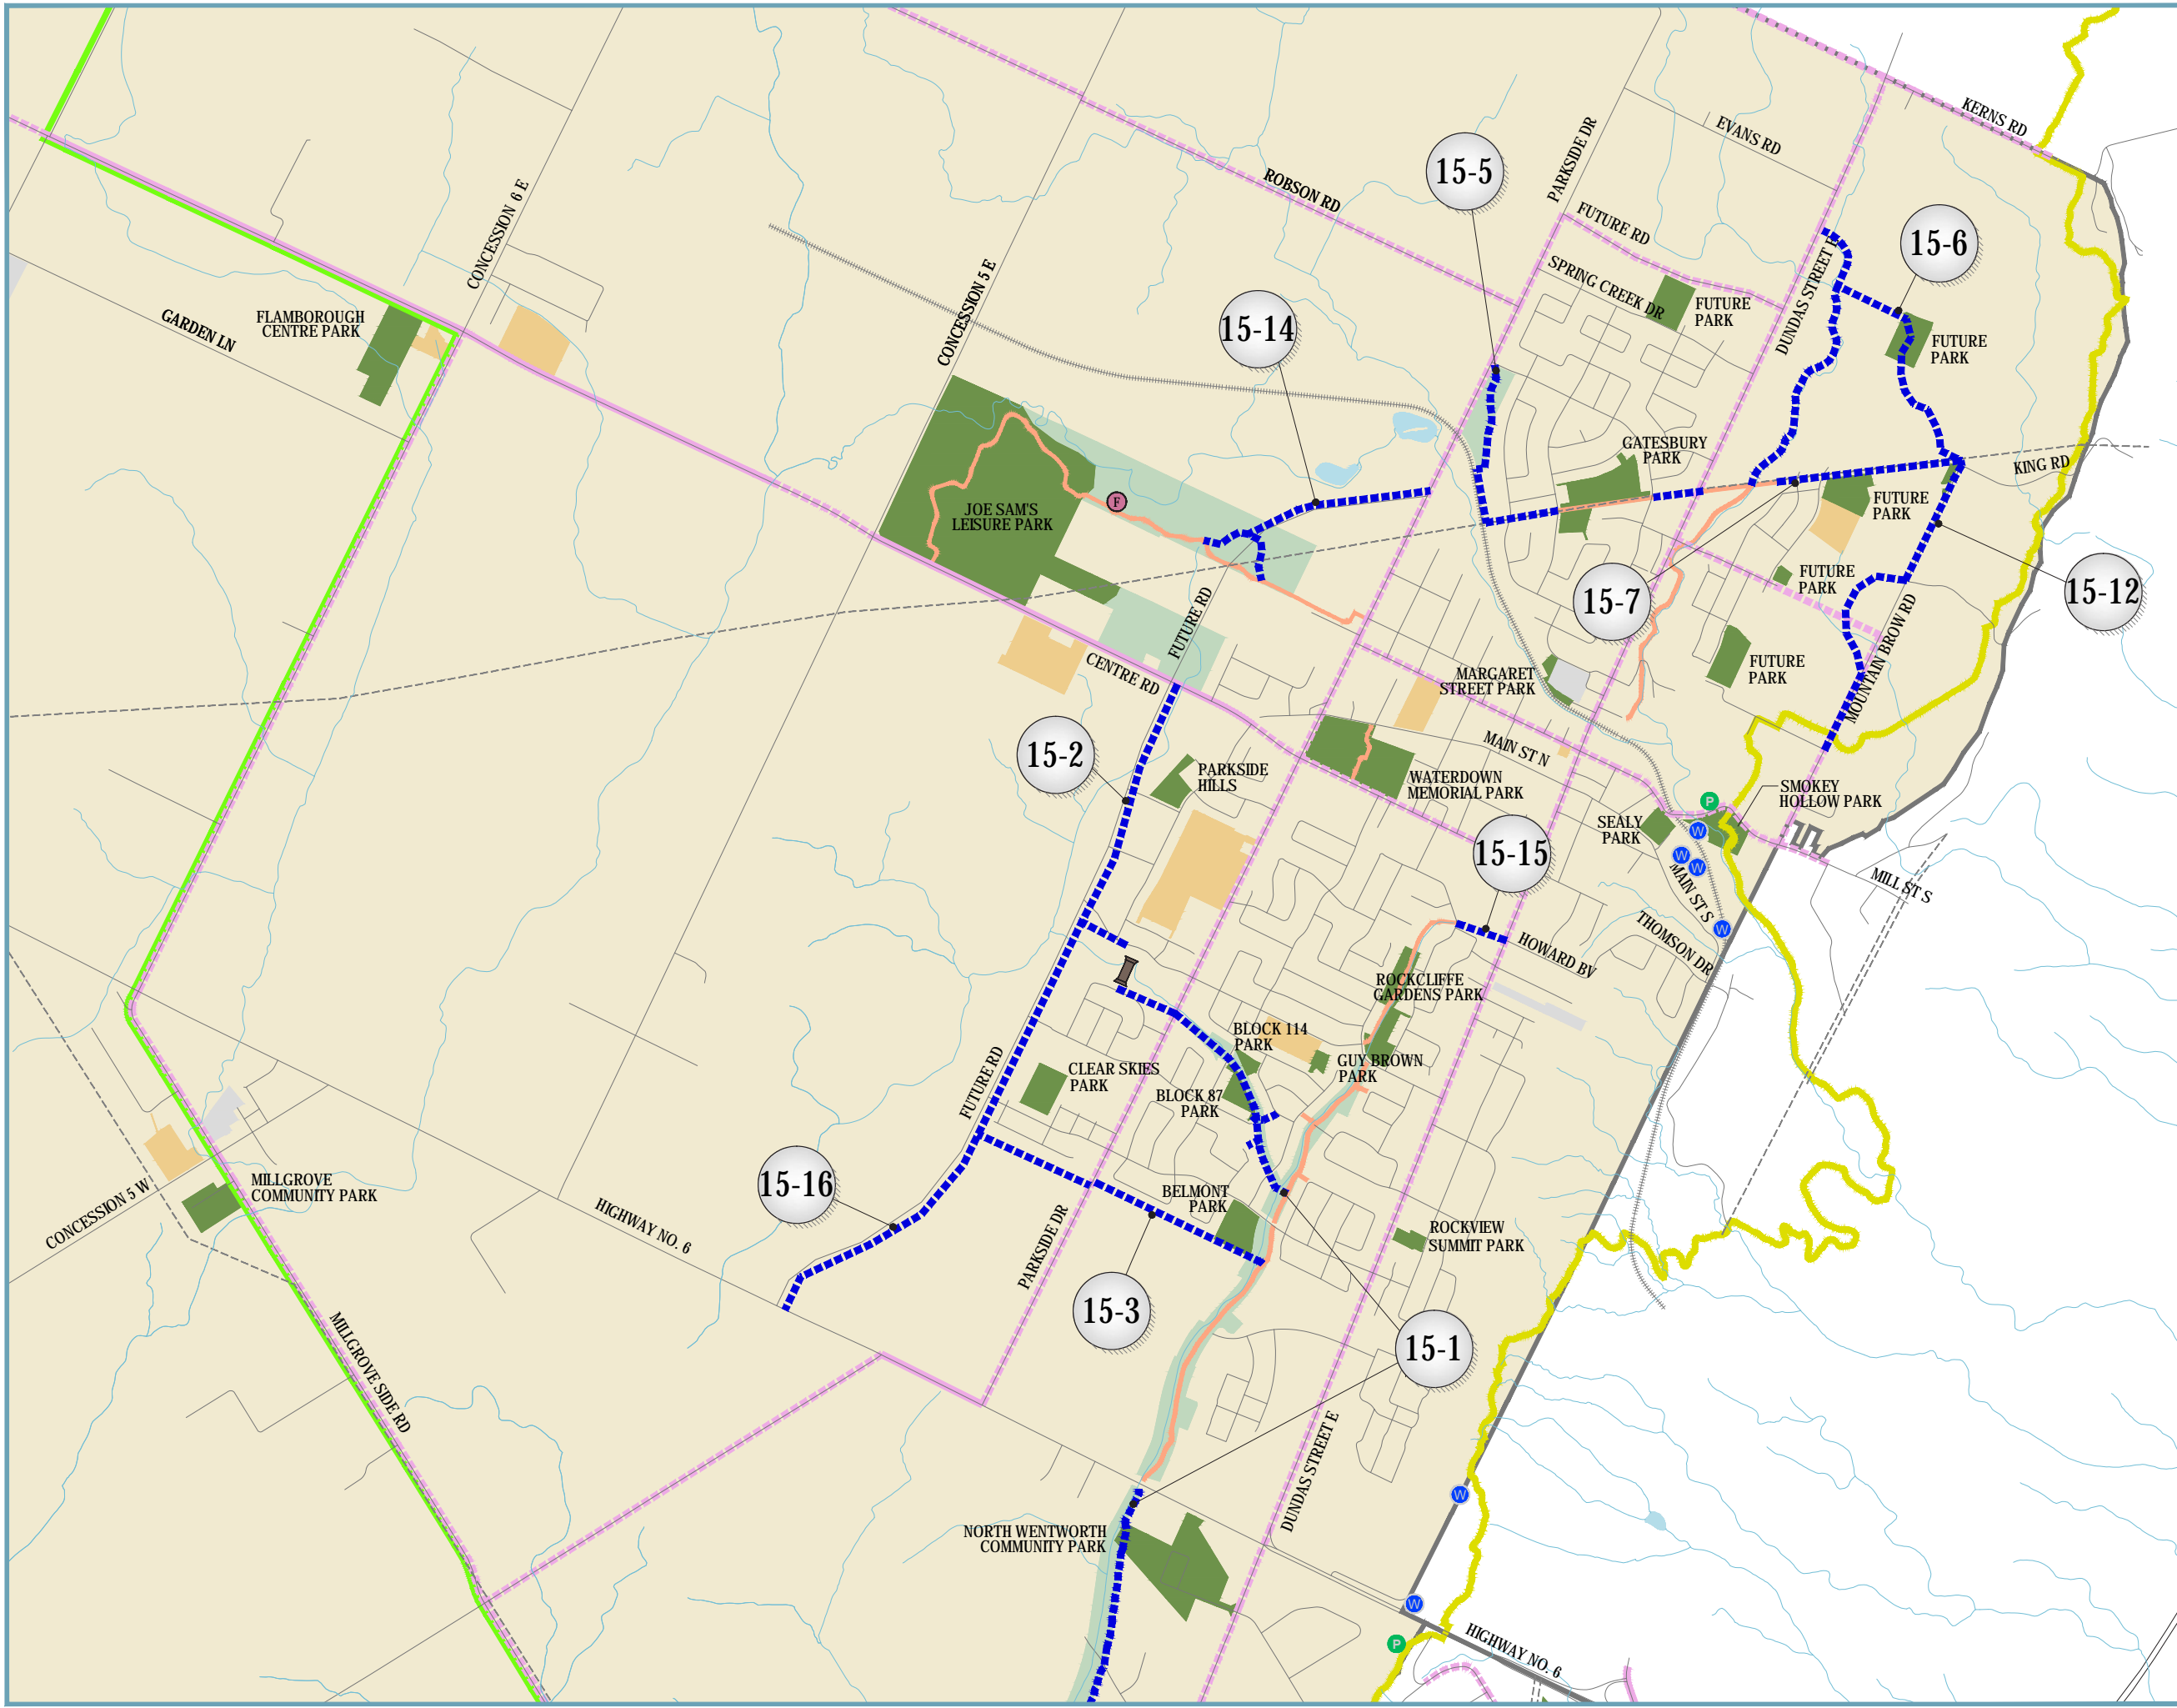 KERNS RD
EVANS RD
PARKSIDE DR
15-5
ROBSON RD
CONCESSION 6 E
FUTURE RD
15-6
DUNDAS STREET E
SPRING CREEK DR
FUTURE
PARK
CONCESSION 5 E
15-14
FLAMBOROUGH
CENTRE PARK
GARDEN LN
FUTURE
PARK
GATESBURY
PARK
KING RD
F
JOE SAM'S
LEISURE PARK
FUTURE
PARK
FUTURE
PARK
15-7
15-12
FUTURE RD
CENTRE RD
MARGARET
STREET PARK
FUTURE
PARK
MOUNTAIN BROW RD
MAIN ST N
15-2
PARKSIDE
HILLS
WATERDOWN
MEMORIAL PARK
SMOKEY
HOLLOW PARK
P
W
W
W
SEALY
PARK
15-15
MAIN ST S
MILL ST S
THOMSON DR
W
HOWARD BV
ROCKCLIFFE
GARDENS PARK
BLOCK 114
PARK
GUY BROWN
PARK
CLEAR SKIES
PARK
BLOCK 87
PARK
FUTURE RD
15-16
MILLGROVE
COMMUNITY PARK
CONCESSION 5 W
HIGHWAY NO. 6
BELMONT
PARK
ROCKVIEW
SUMMIT PARK
PARKSIDE DR
15-3
15-1
MILLGROVE SIDE RD
DUNDAS STREET E
W
NORTH WENTWORTH
COMMUNITY PARK
W
P
HIGHWAY NO. 6